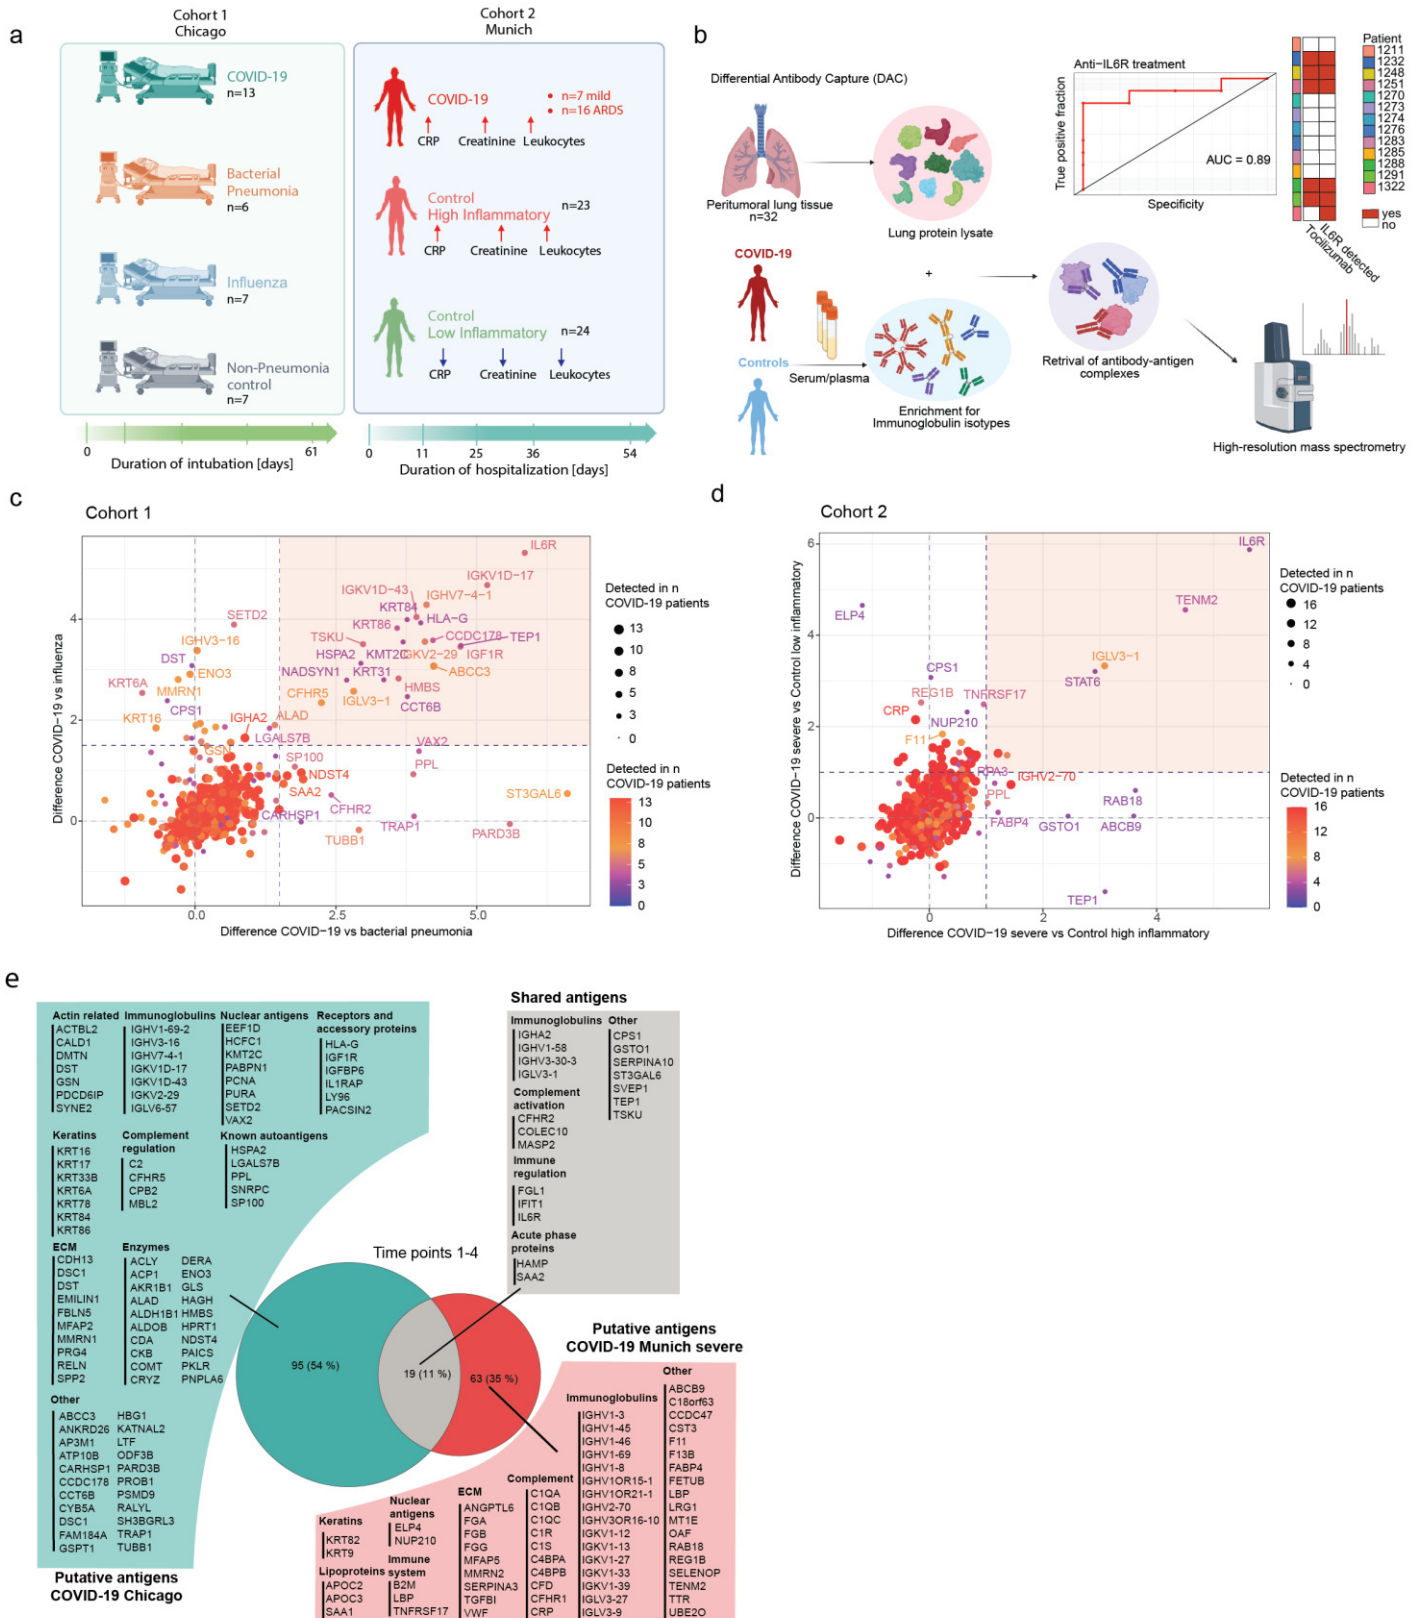 a
Cohort 1
Chicago
COVID-19
n=13
Bacterial
Pneumonia
n=6
Influenza
n=7
Non-Pneumonia
control
n=7
0
61
Duration of intubation [days]
Cohort 2
Munich
COVID-19
n=7 mild
n=16 ARDS
CRP
Creatinine
Leukocytes
Control
High Inflammatory
n=23
CRP
Creatinine
Leukocytes
Control
Low Inflammatory
n=24
CRP
Creatinine
Leukocytes
0
11
25
36
54
Duration of hospitalization [days]
b
Differential Antibody Capture (DAC)
Peritumoral lung tissue
n=32
Lung protein lysate
Anti-IL6R treatment
True positive fraction
AUC = 0.89
Specificity
Patient
1211
1232
1248
1251
1270
1273
1274
1276
1283
1285
1288
1291
1322
yes
no
IL6R detected
Tocilizumab
COVID-19
+
Controls
Serum/plasma
Enrichment for
Immunoglobulin isotypes
Retrival of antibody-antigen
complexes
High-resolution mass spectrometry
c
Cohort 1
Difference COVID-19 vs influenza
4
2
0
0.0
2.5
5.0
Difference COVID-19 vs bacterial pneumonia
IL6R
IGKV1D-17
IGKV1D-43
IGHV7-4-1
KRT84
HLA-G
SETD2
KRT86
TSKU
CCDC178
TEP1
IGHV3-16
HSPA2
KMT2C
IGKV2-29
IGF1R
DST
ENO3
NADSYN1
KRT31
ABCC3
KRT6A
MMRN1
CFHR5
IGLV3-1
HMBS
CPS1
CCT6B
KRT16
IGHA2
ALAD
LGALS7B
GSN
SP100
VAX2
NDST4
PPL
SAA2
ST3GAL6
CFHR2
CARHSP1
TRAP1
TUBB1
PARD3B
Detected in n
COVID-19 patients
13
10
8
5
3
0
Detected in n
COVID-19 patients
13
10
8
5
3
0
d
Cohort 2
Difference COVID-19 severe vs Control low inflammatory
6
4
2
0
0
2
4
Difference COVID-19 severe vs Control high inflammatory
IL6R
TENM2
ELP4
IGLV3-1
STAT6
CPS1
REG1B
TNFRSF17
CRP
NUP210
F11
RPA3
IGHV2-70
PPL
RAB18
FABP4
GSTO1
ABCB9
TEP1
Detected in n
COVID-19 patients
16
12
8
4
0
Detected in n
COVID-19 patients
16
12
8
4
0
e
Actin related
ACTBL2
CALD1
DMTN
DST
GSN
PDCD6IP
SYNE2
Immunoglobulins
IGHV1-69-2
IGHV3-16
IGHV7-4-1
IGKV1D-17
IGKV1D-43
IGKV2-29
IGLV6-57
Nuclear antigens
EEF1D
HCFC1
KMT2C
PABPN1
PCNA
PURA
SETD2
VAX2
Receptors and
accessory proteins
HLA-G
IGF1R
IGFBP6
IL1RAP
LY96
PACSIN2
Keratins
KRT16
KRT17
KRT33B
KRT6A
KRT78
KRT84
KRT86
Complement
regulation
C2
CFHR5
CPB2
MBL2
Known autoantigens
HSPA2
LGALS7B
PPL
SNRPC
SP100
ECM
CDH13
DSC1
DST
EMILIN1
FBLN5
MFAP2
MMRN1
PRG4
RELN
SPP2
Enzymes
ACLY DERA
ACP1 ENO3
AKR1B1 GLS
ALAD HAGH
ALDH1B1 HMBS
ALDOB HPRT1
CDA NDST4
CKB PAICS
COMT PKLR
CRYZ PNPLA6
Other
ABCC3 HBG1
ANKRD26 KATNAL2
AP3M1 LTF
ATP10B ODF3B
CARHSP1 PARD3B
CCDC178 PROB1
CCT6B PSMD9
CYB5A RALYL
DSC1 SH3BGRL3
FAM184A TRAP1
GSPT1 TUBB1
Putative antigens
COVID-19 Chicago
Shared antigens
Immunoglobulins
IGHA2
IGHV1-58
IGHV3-30-3
IGLV3-1
Complement
activation
CFHR2
COLEC10
MASP2
Immune
regulation
FGL1
IFIT1
IL6R
Acute phase
proteins
HAMP
SAA2
Other
CPS1
GSTO1
SERPINA10
ST3GAL6
SVEP1
TEP1
TSKU
Time points 1-4
95 (54 %)
19 (11 %)
63 (35 %)
Putative antigens
COVID-19 Munich severe
Keratins
KRT82
KRT9
Lipoproteins
APOC2
APOC3
SAA1
Nuclear
antigens
ELP4
NUP210
Immune
system
B2M
LBP
TNFRSF17
ECM
ANGPTL6
FGA
FGB
FGG
MFAP5
MMRN2
SERPINA3
TGFBI
VWF
Complement
C1QA
C1QB
C1QC
C1R
C1S
C4BPA
C4BPB
CFD
CFHR1
CRP
Immunoglobulins
IGHV1-3
IGHV1-45
IGHV1-46
IGHV1-69
IGHV1-8
IGHV1OR15-1
IGHV1OR21-1
IGHV2-70
IGHV3OR16-10
IGKV1-12
IGKV1-13
IGKV1-27
IGKV1-33
IGKV1-39
IGLV3-27
IGLV3-9
Other
ABCB9
C18orf63
CCDC47
CST3
F11
F13B
FABP4
FETUB
LBP
LRG1
MT1E
OAF
RAB18
REG1B
SELENOP
TENM2
TTR
UBE2O